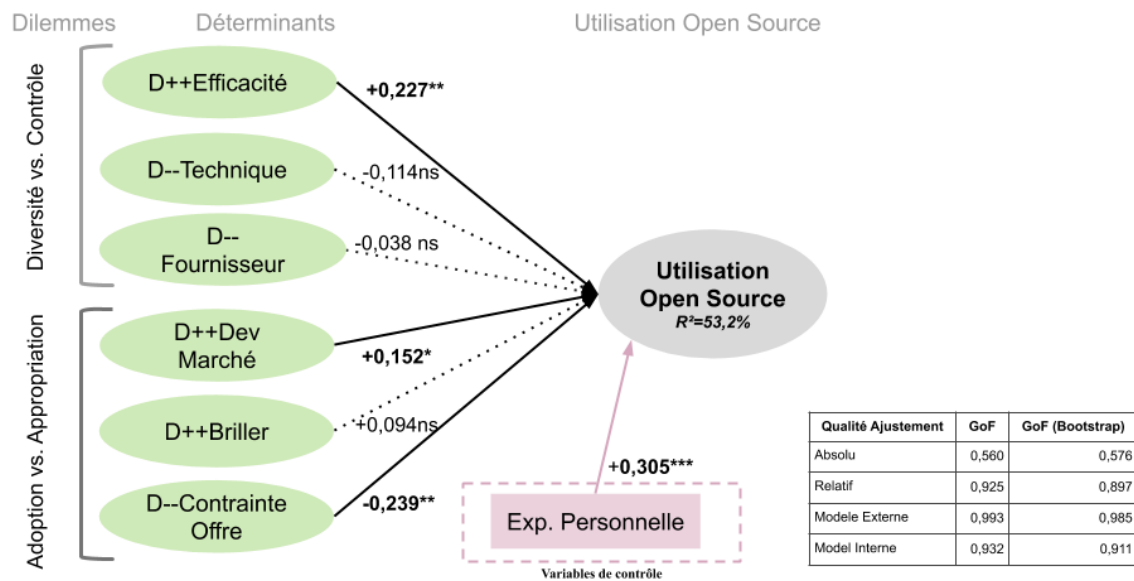 Dilemmes
Déterminants
Utilisation Open Source
Diversité vs. Contrôle
D++Efficacité
+0,227**
D--Technique
-0,114ns
D--
Fournisseur
-0,038 ns
Adoption vs. Appropriation
D++Dev
Marché
+0,152*
D++Briller
+0,094ns
D--Contrainte
Offre
-0,239**
Utilisation
Open Source
R²=53,2%
+0,305***
Exp. Personnelle
Variables de contrôle
Qualité Ajustement GoF GoF (Bootstrap)
Absolu 0,560 0,576
Relatif 0,925 0,897
Modele Externe 0,993 0,985
Model Interne 0,932 0,911